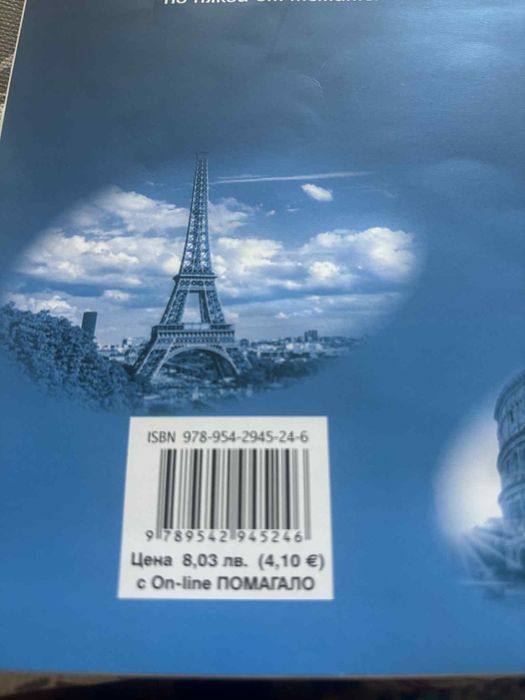 ISBN 978-954-2945-24-6
9 789542 945246
Цена 8,03 лв. (4,10 €)
с On-line ПОМАГАЛО